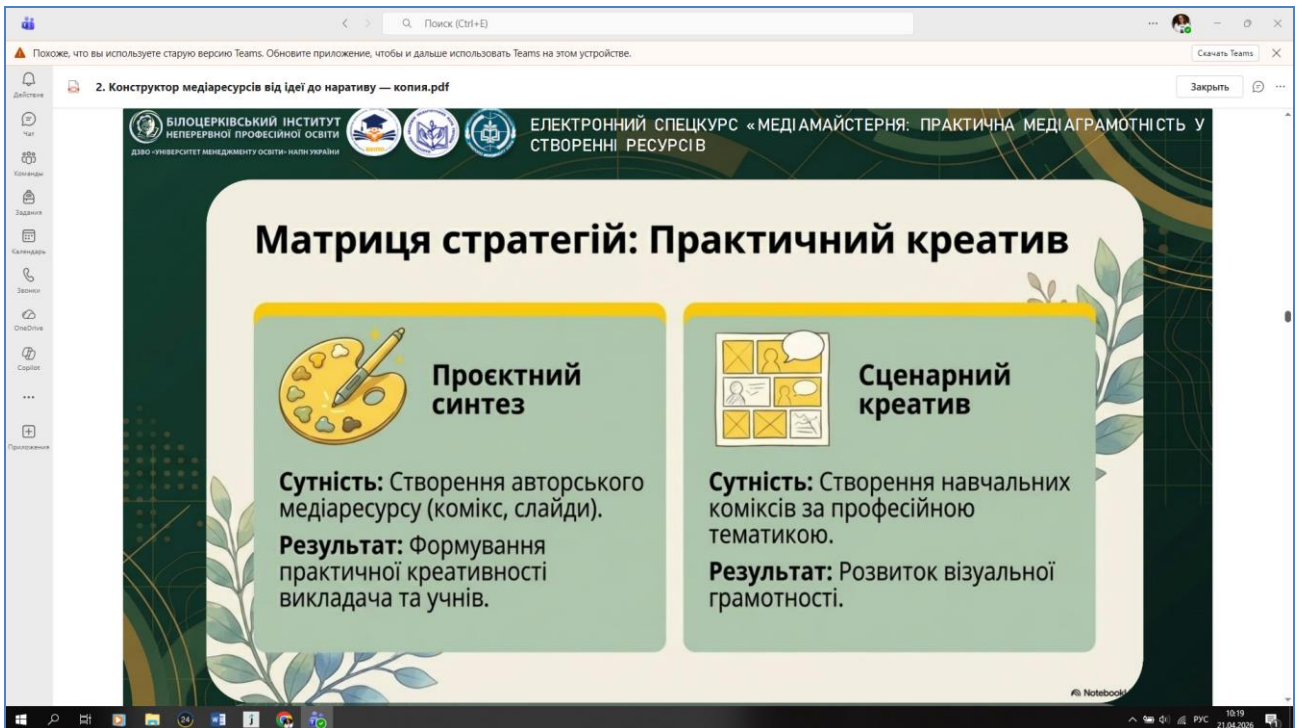 Поиск (Ctrl+E)
Похоже, что вы используете старую версию Teams. Обновите приложение, чтобы и дальше использовать Teams на этом устройстве.
Скачать Teams
Действие
Чат
Команды
Задания
Календарь
Звонки
OneDrive
Copilot
Приложения
2. Конструктор медіаресурсів від ідеї до наративу — копия.pdf
Закрыть
БІЛОЦЕРКІВСЬКИЙ ІНСТИТУТ
НЕПЕРЕРВНОЇ ПРОФЕСІЙНОЇ ОСВІТИ
ДЗВО «УНІВЕРСИТЕТ МЕНЕДЖМЕНТУ ОСВІТИ» НАПН УКРАЇНИ
ЕЛЕКТРОННИЙ СПЕЦКУРС «МЕДІАМАЙСТЕРНЯ: ПРАКТИЧНА МЕДІАГРАМОТНІСТЬ У
СТВОРЕННІ РЕСУРСІВ
Матриця стратегій: Практичний креатив
Проєктний
синтез
Сутність: Створення авторського
медіаресурсу (комікс, слайди).
Результат: Формування
практичної креативності
викладача та учнів.
Сценарний
креатив
Сутність: Створення навчальних
коміксів за професійною
тематикою.
Результат: Розвиток візуальної
грамотності.
24
РУС
10:19
21.04.2026